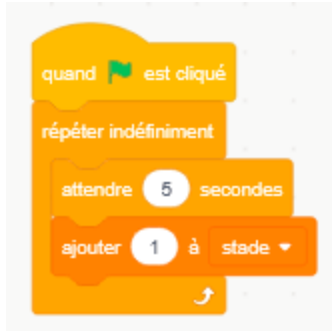 quand est cliqué
répéter indéfiniment
attendre 5 secondes
ajouter 1 à stade